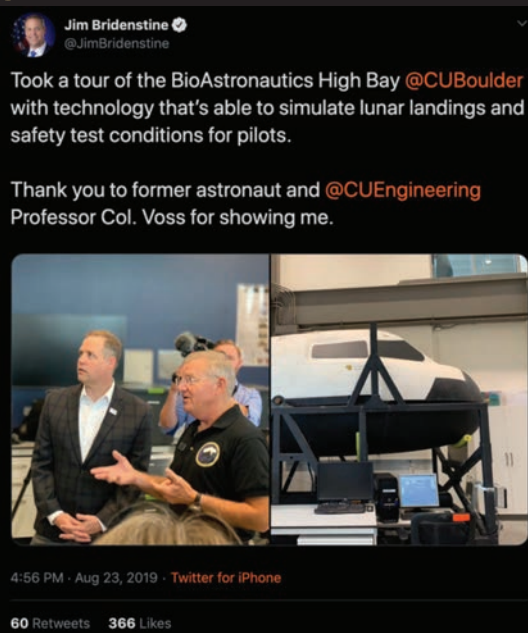 Jim Bridenstine
@JimBridenstine
Took a tour of the BioAstronautics High Bay @CUBoulder
with technology that's able to simulate lunar landings and
safety test conditions for pilots.
Thank you to former astronaut and @CUEngineering
Professor Col. Voss for showing me.
4:56 PM · Aug 23, 2019 · Twitter for iPhone
60 Retweets 366 Likes